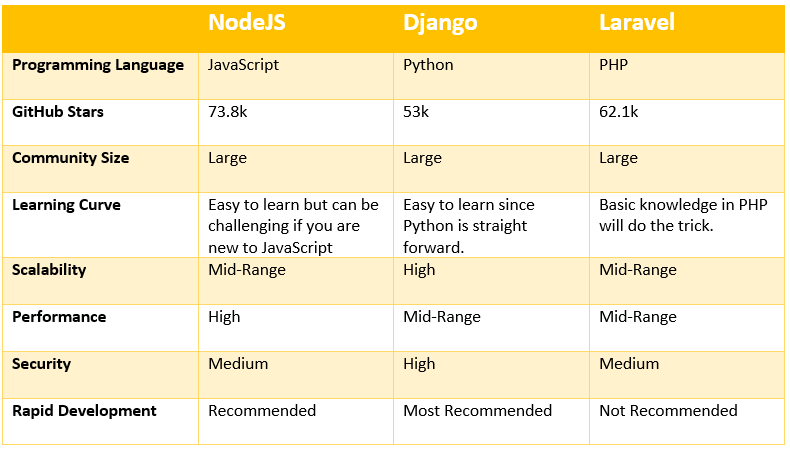 NodeJS Django Laravel
Programming Language JavaScript Python PHP
GitHub Stars 73.8k 53k 62.1k
Community Size Large Large Large
Learning Curve Easy to learn but can be Easy to learn since Basic knowledge in PHP
challenging if you are Python is straight will do the trick.
new to JavaScript forward.
Scalability Mid-Range High Mid-Range
Performance High Mid-Range Mid-Range
Security Medium High Medium
Rapid Development Recommended Most Recommended Not Recommended